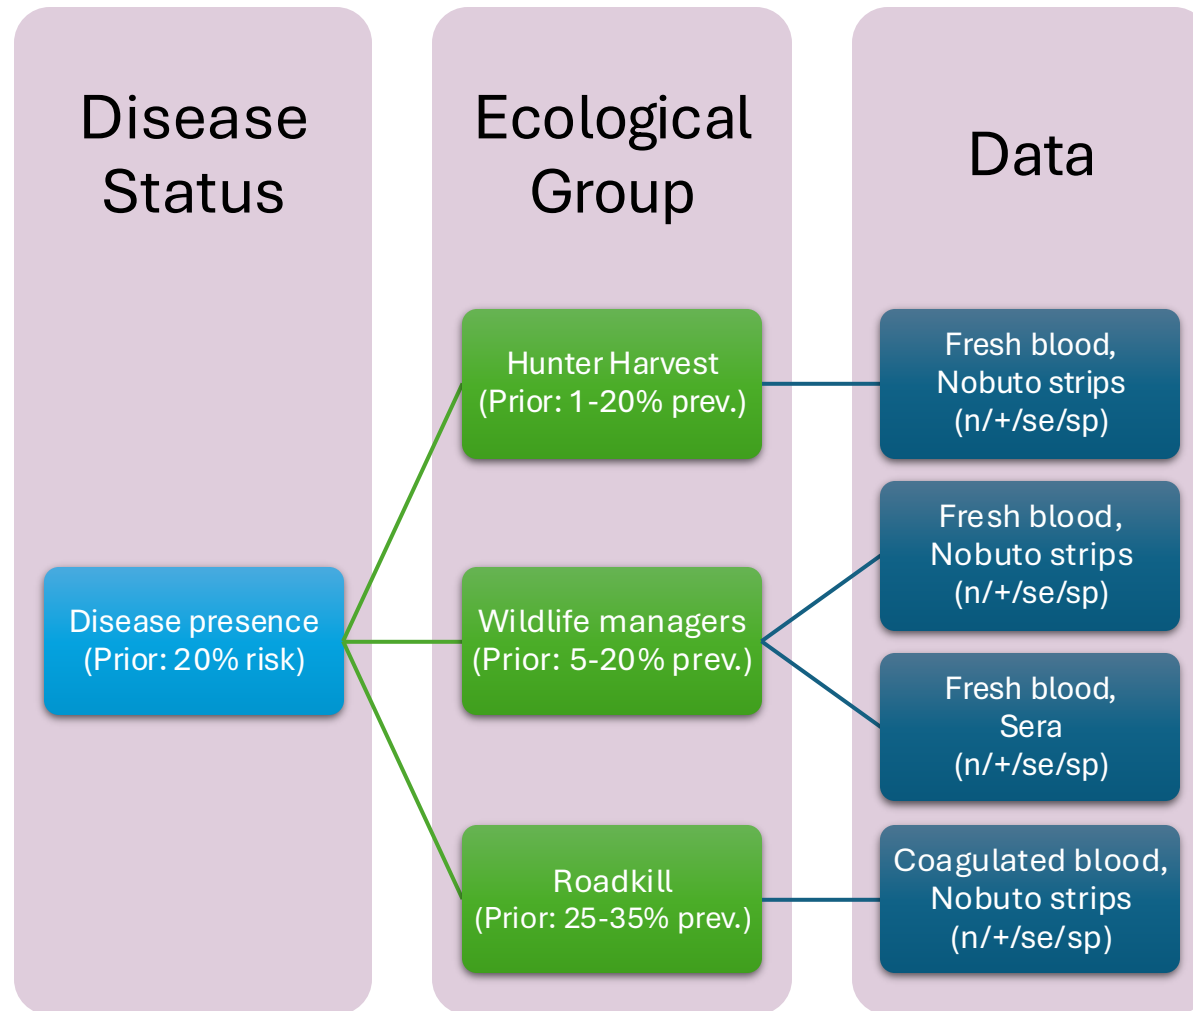 Disease
Status
Ecological
Group
Data
Disease presence
(Prior: 20% risk)
Hunter Harvest
(Prior: 1-20% prev.)
Wildlife managers
(Prior: 5-20% prev.)
Roadkill
(Prior: 25-35% prev.)
Fresh blood,
Nobuto strips
(n/+/se/sp)
Fresh blood,
Nobuto strips
(n/+/se/sp)
Fresh blood,
Sera
(n/+/se/sp)
Coagulated blood,
Nobuto strips
(n/+/se/sp)